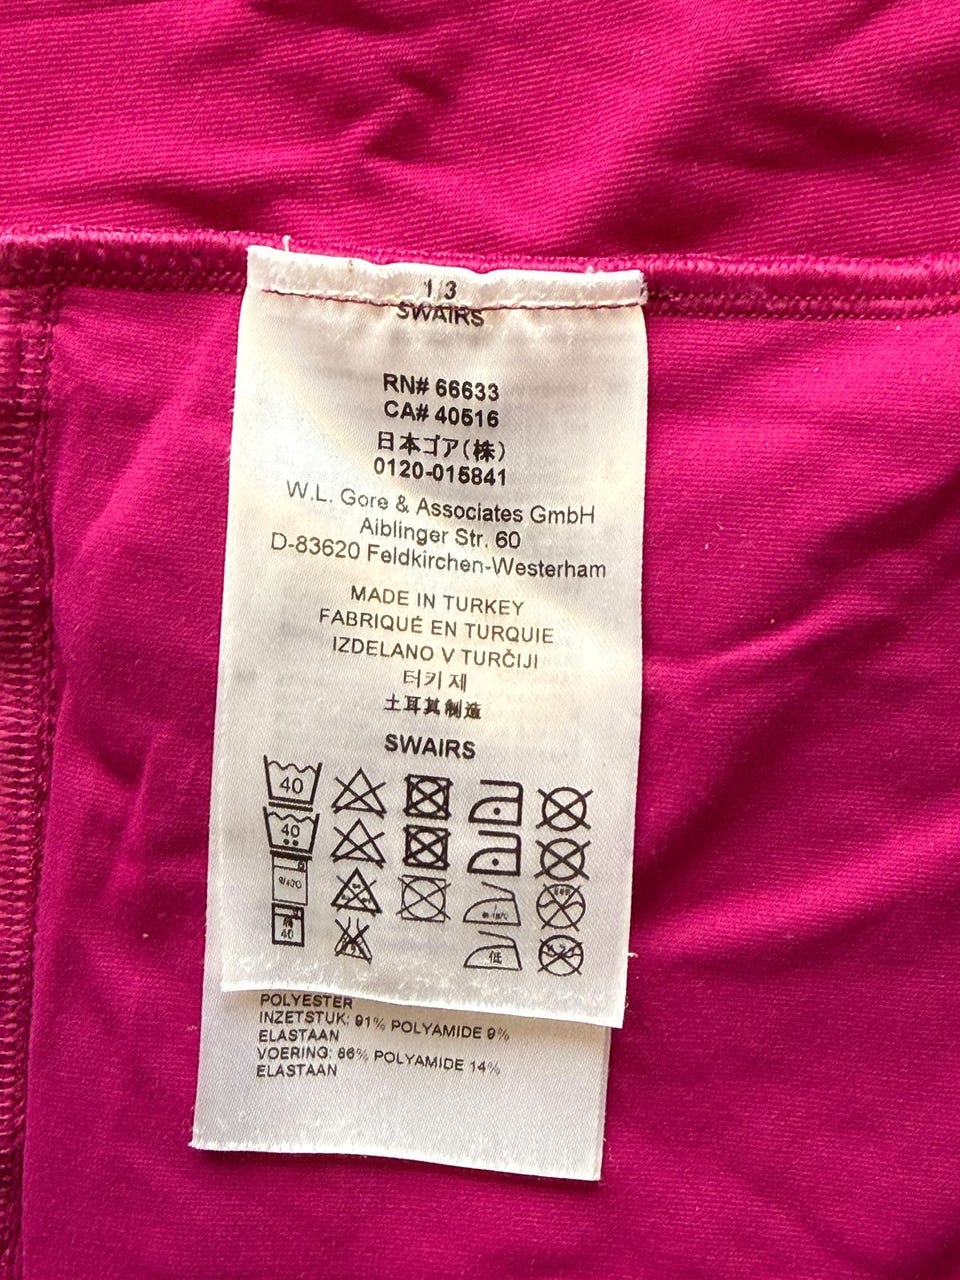 1/3
SWAIRS
RN# 66633
CA# 40516
日本ゴア(株)
0120-015841
W.L. Gore & Associates GmbH
Aiblinger Str. 60
D-83620 Feldkirchen-Westerham
MADE IN TURKEY
FABRIQUÉ EN TURQUIE
IZDELANO V TURČIJI
터키 제
土耳其制造
SWAIRS
40
40
40
低
POLYESTER
INZETSTUK: 91% POLYAMIDE 9%
ELASTAAN
VOERING: 86% POLYAMIDE 14%
ELASTAAN